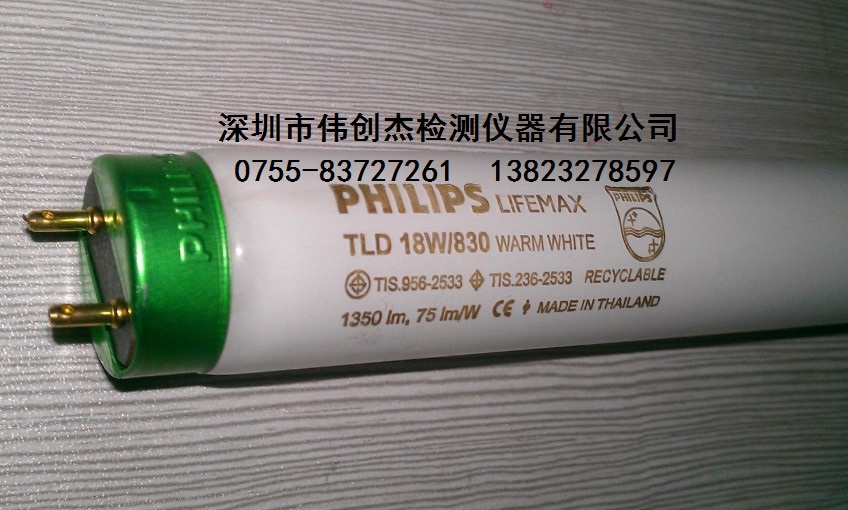 深圳市伟创杰检测仪器有限公司
0755-83727261 13823278597
PHILIPS LIFEMAX PHILIPS
TLD 18W/830 WARM WHITE
TIS.956-2533 TIS.236-2533 RECYCLABLE
1350 lm, 75 lm/W CE MADE IN THAILAND
PHILIPS